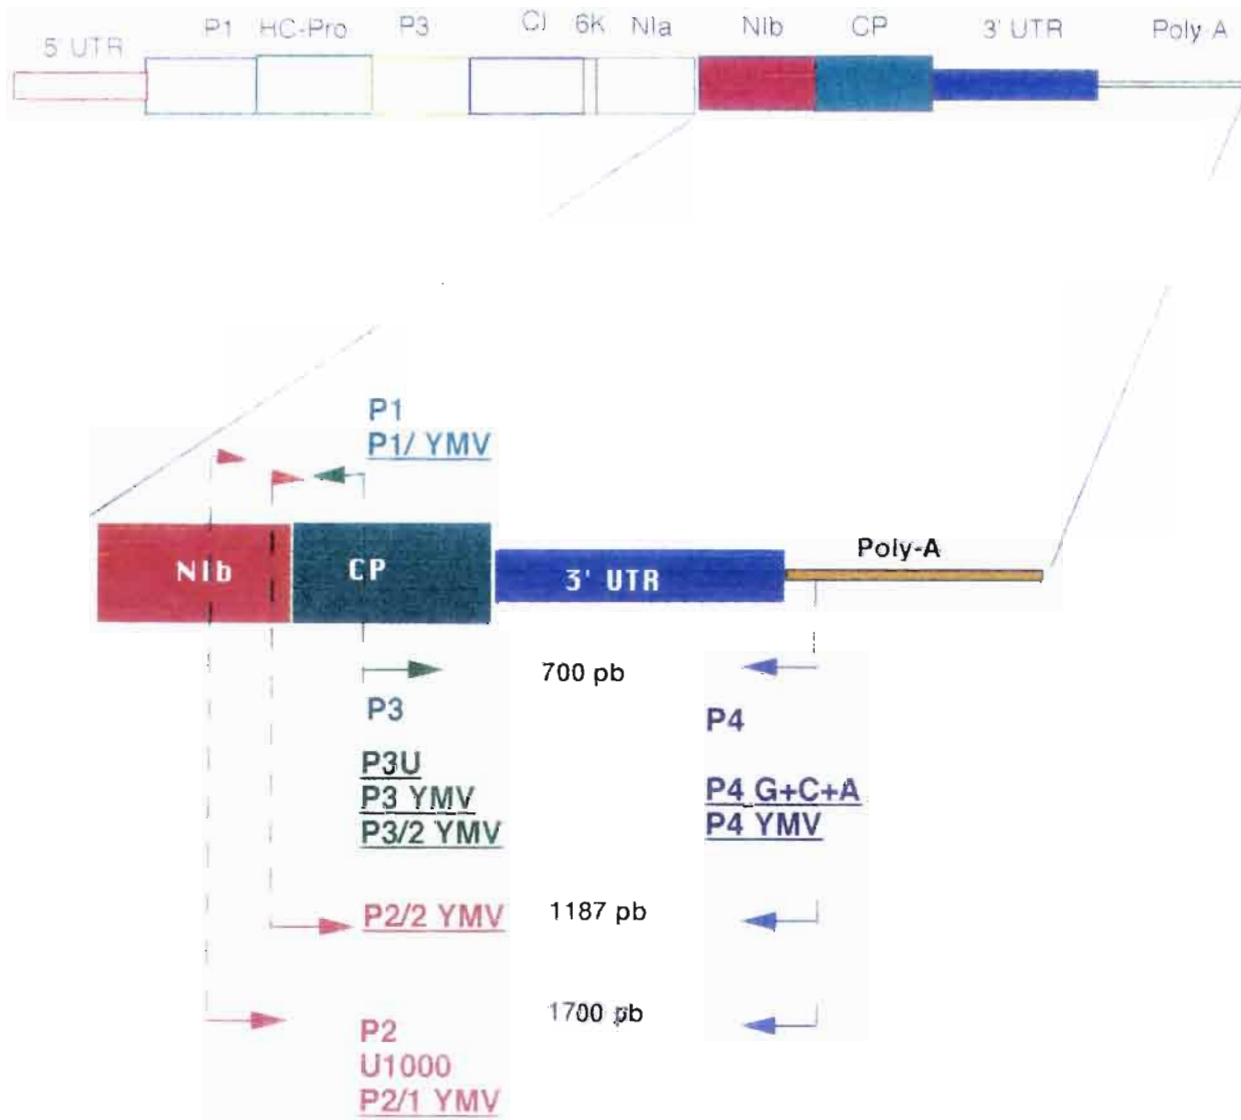 5' UTR P1 HC-Pro P3 CI 6K NIa NIb CP 3' UTR Poly-A
P1
P1/ YMV
NIb CP 3' UTR Poly-A
700 pb
P3
P4
P3U
P3 YMV
P3/2 YMV
P4 G+C+A
P4 YMV
P2/2 YMV 1187 pb
1700 pb
P2
U1000
P2/1 YMV